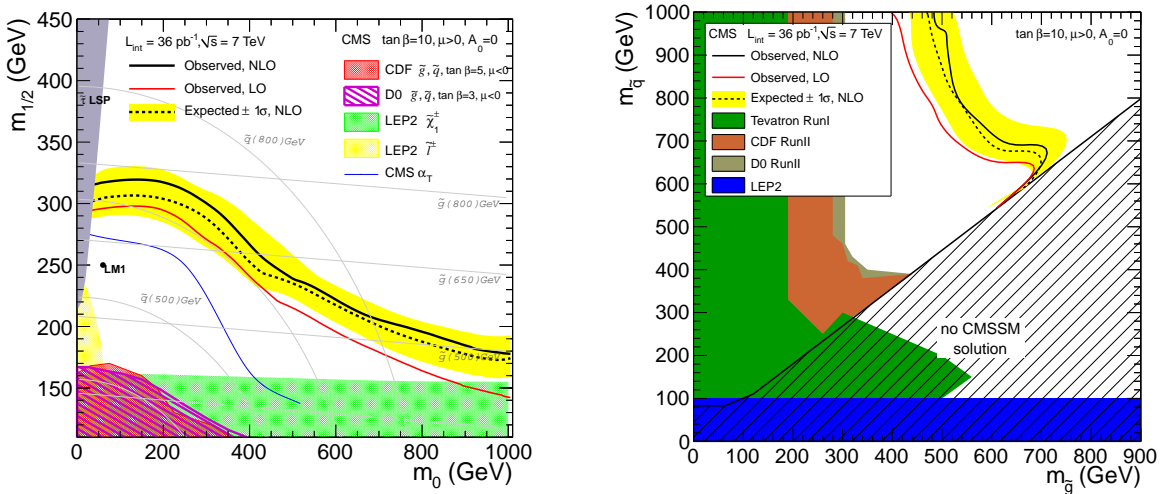 L_int = 36 pb⁻¹, √s = 7 TeV
CMS tan β=10, μ>0, A₀=0
Observed, NLO
Observed, LO
Expected ± 1σ, NLO
CDF g̃, q̃, tan β=5, μ<0
D0 g̃, q̃, tan β=3, μ<0
LEP2 χ̃₁±
LEP2 l̃±
CMS α_T
τ̃ LSP
LM1
q̃(800)GeV
q̃(500)GeV
g̃(800)GeV
g̃(650)GeV
g̃(500)GeV
m₁/₂ (GeV)
450
400
350
300
250
200
150
0 200 400 600 800 1000
m₀ (GeV)
CMS L_int = 36 pb⁻¹, √s = 7 TeV
tan β=10, μ>0, A₀=0
Observed, NLO
Observed, LO
Expected ± 1σ, NLO
Tevatron RunI
CDF RunII
D0 RunII
LEP2
no CMSSM
solution
m_q̃ (GeV)
1000
900
800
700
600
500
400
300
200
100
0
0 100 200 300 400 500 600 700 800 900
m_g̃ (GeV)